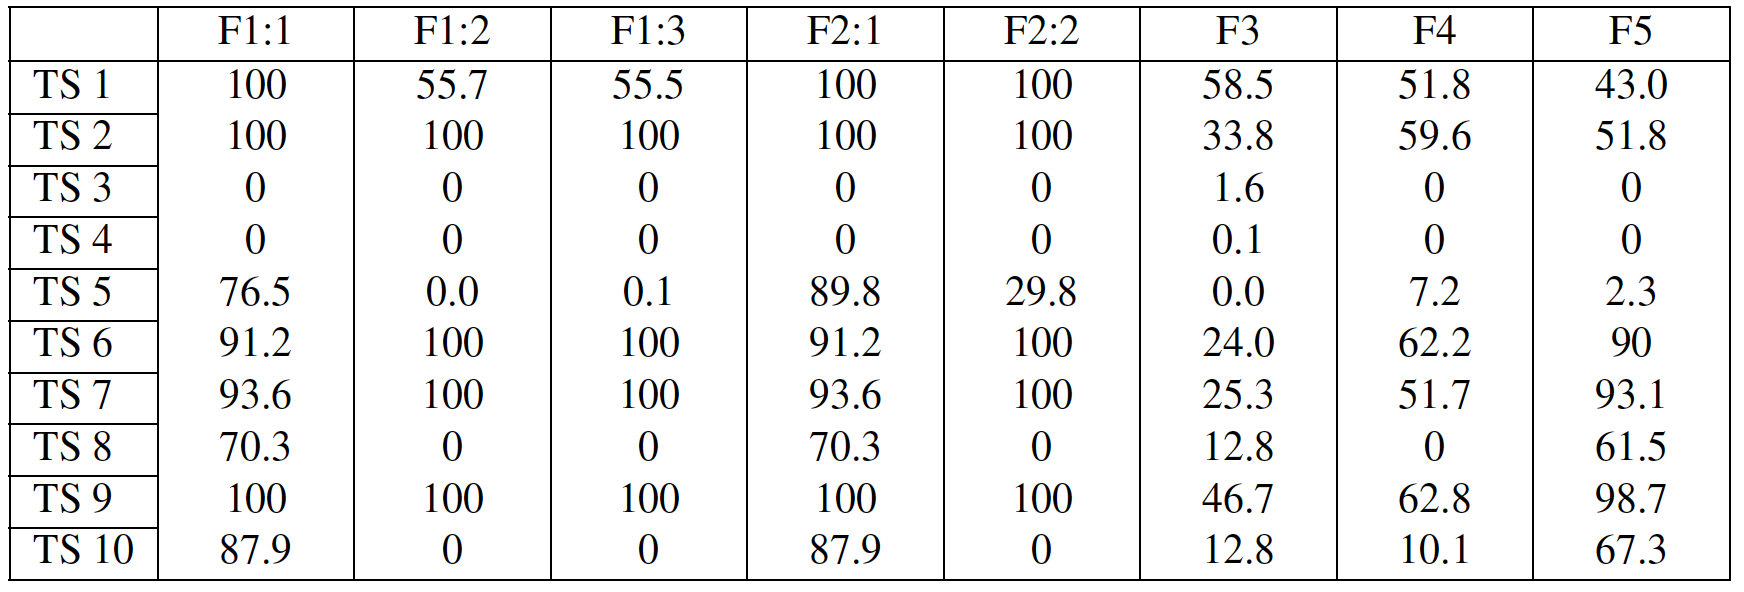 F1:1 F1:2 F1:3 F2:1 F2:2 F3 F4 F5
TS 1 100 55.7 55.5 100 100 58.5 51.8 43.0
TS 2 100 100 100 100 100 33.8 59.6 51.8
TS 3 0 0 0 0 0 1.6 0 0
TS 4 0 0 0 0 0 0.1 0 0
TS 5 76.5 0.0 0.1 89.8 29.8 0.0 7.2 2.3
TS 6 91.2 100 100 91.2 100 24.0 62.2 90
TS 7 93.6 100 100 93.6 100 25.3 51.7 93.1
TS 8 70.3 0 0 70.3 0 12.8 0 61.5
TS 9 100 100 100 100 100 46.7 62.8 98.7
TS 10 87.9 0 0 87.9 0 12.8 10.1 67.3